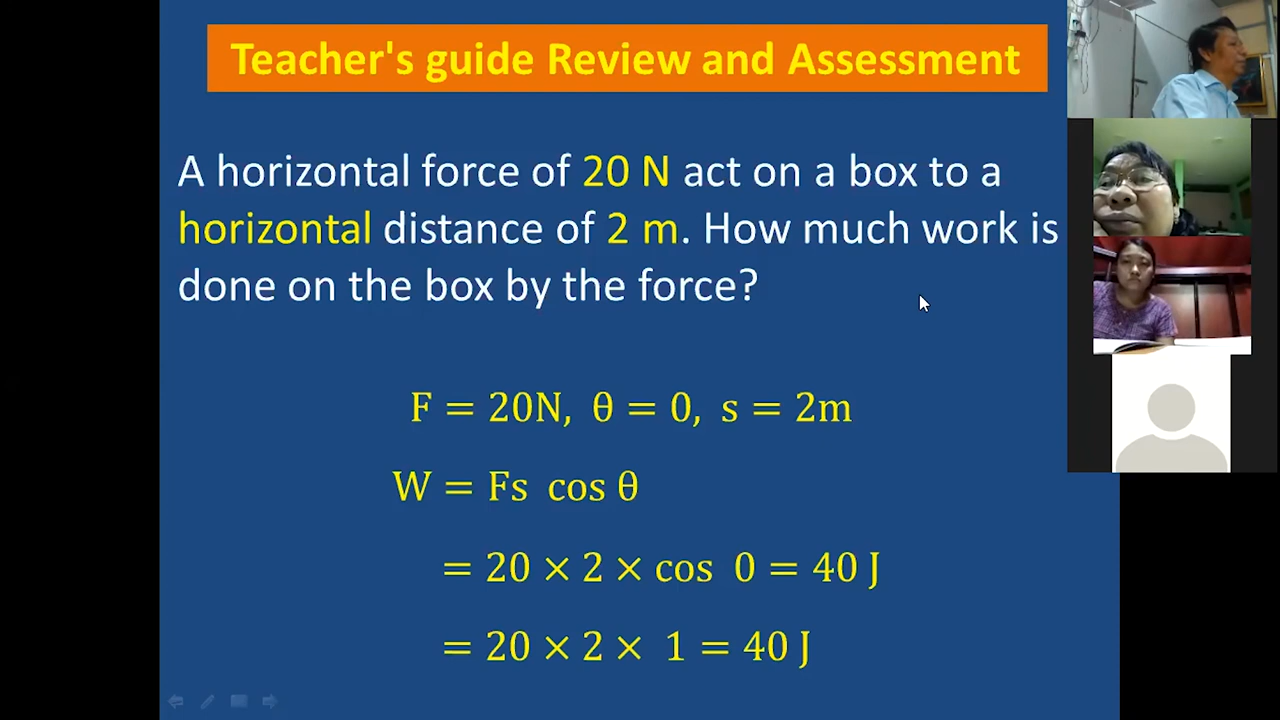 Teacher's guide Review and Assessment
A horizontal force of 20 N act on a box to a
horizontal distance of 2 m. How much work is
done on the box by the force?
F = 20N, θ = 0, s = 2m
W = Fs cos θ
= 20 × 2 × cos 0 = 40 J
= 20 × 2 × 1 = 40 J